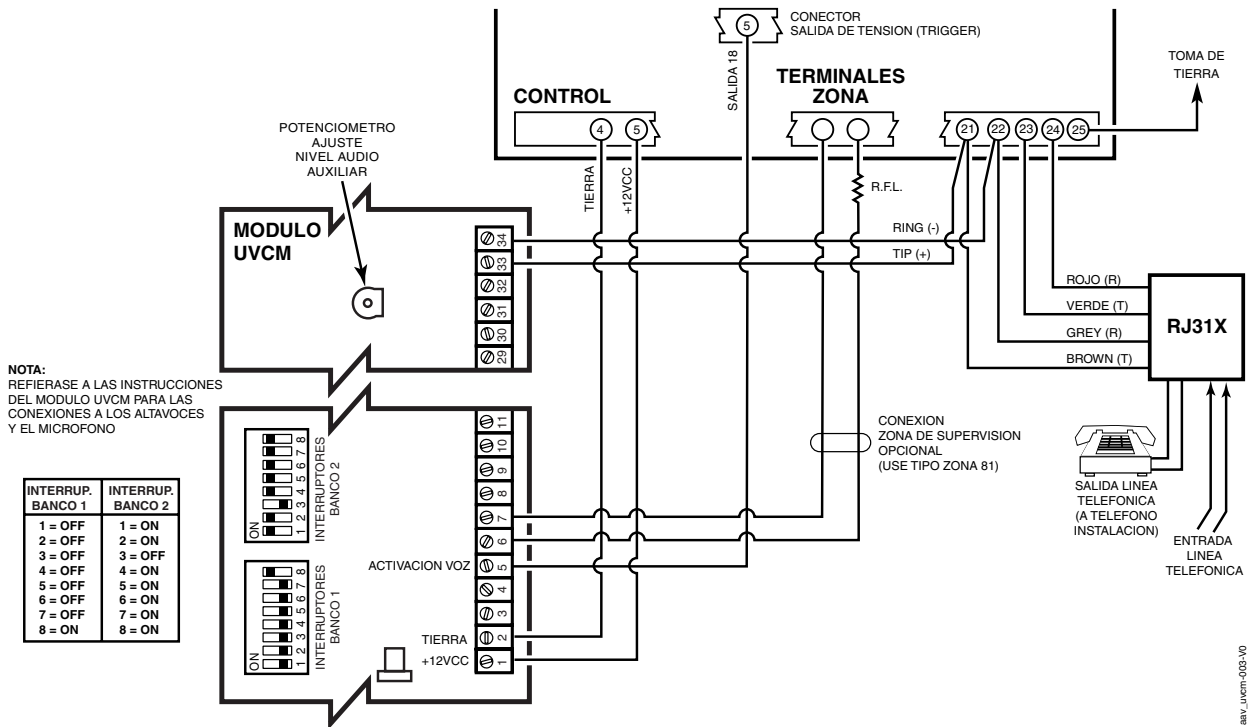 CONECTOR
SALIDA DE TENSION (TRIGGER)
5
SALIDA 18
TOMA DE
TIERRA
CONTROL
TERMINALES
ZONA
4
5
21
22
23
24
25
TIERRA
+12VCC
R.F.L.
POTENCIOMETRO
AJUSTE
NIVEL AUDIO
AUXILIAR
MODULO
UVCM
34
33
32
31
30
29
RING (-)
TIP (+)
ROJO (R)
VERDE (T)
GREY (R)
BROWN (T)
RJ31X
NOTA:
REFIERASE A LAS INSTRUCCIONES
DEL MODULO UVCM PARA LAS
CONEXIONES A LOS ALTAVOCES
Y EL MICROFONO
INTERRUP. BANCO 1 INTERRUP. BANCO 2
1 = OFF 1 = ON
2 = OFF 2 = ON
3 = OFF 3 = OFF
4 = OFF 4 = ON
5 = OFF 5 = ON
6 = OFF 6 = ON
7 = OFF 7 = ON
8 = ON 8 = ON
ON
1 2 3 4 5 6 7 8
INTERRUPTORES
BANCO 2
ON
1 2 3 4 5 6 7 8
INTERRUPTORES
BANCO 1
11
10
9
8
7
6
ACTIVACION VOZ 5
4
3
TIERRA 2
+12VCC 1
CONEXION
ZONA DE SUPERVISION
OPCIONAL
(USE TIPO ZONA 81)
SALIDA LINEA
TELEFONICA
(A TELEFONO
INSTALACION)
ENTRADA
LINEA
TELEFONICA
aav_uvcm-003-V0